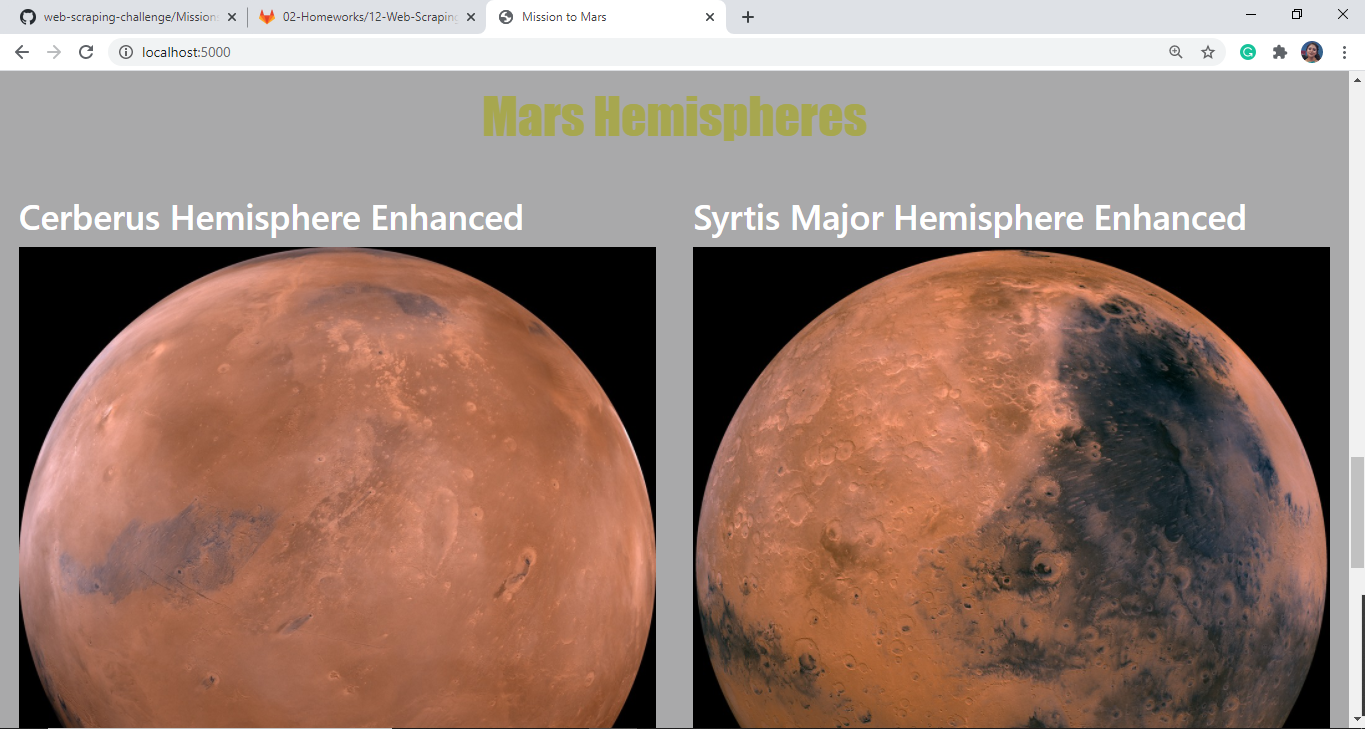 web-scraping-challenge/Mission
02-Homeworks/12-Web-Scraping
Mission to Mars
localhost:5000
Mars Hemispheres
Cerberus Hemisphere Enhanced
Syrtis Major Hemisphere Enhanced